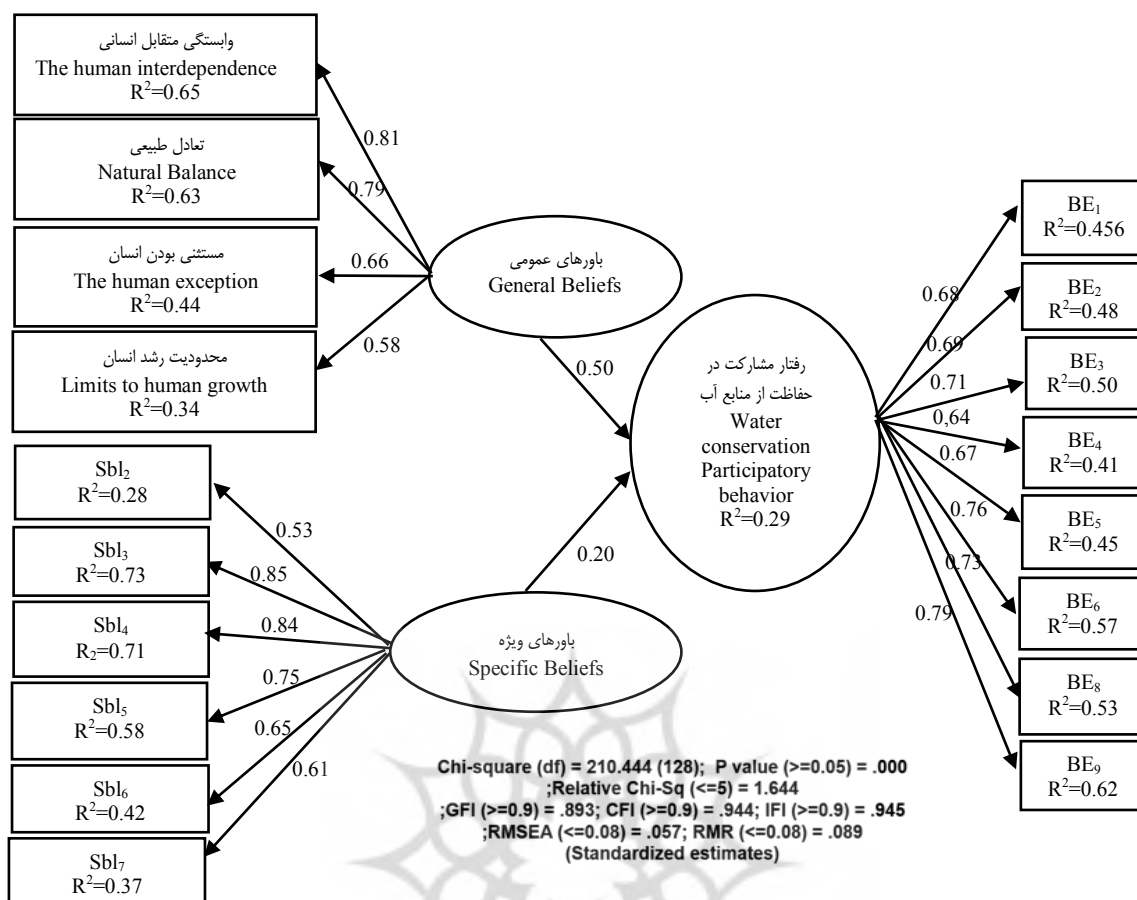 وابستگی متقابل انسانی
The human interdependence
R²=0.65
تعادل طبیعی
Natural Balance
R²=0.63
مستثنی بودن انسان
The human exception
R²=0.44
محدودیت رشد انسان
Limits to human growth
R²=0.34
0.81
0.79
0.66
0.58
باورهای عمومی
General Beliefs
0.50
Sbl₂
R²=0.28
Sbl₃
R²=0.73
Sbl₄
R₂=0.71
Sbl₅
R²=0.58
Sbl₆
R²=0.42
Sbl₇
R²=0.37
0.53
0.85
0.84
0.75
0.65
0.61
باورهای ویژه
Specific Beliefs
0.20
رفتار مشارکت در
حفاظت از منابع آب
Water
conservation
Participatory
behavior
R²=0.29
0.68
0.69
0.71
0,64
0.67
0.76
0.73
0.79
BE₁
R²=0.456
BE₂
R²=0.48
BE₃
R²=0.50
BE₄
R²=0.41
BE₅
R²=0.45
BE₆
R²=0.57
BE₈
R²=0.53
BE₉
R²=0.62
Chi-square (df) = 210.444 (128); P value (>=0.05) = .000
;Relative Chi-Sq (<=5) = 1.644
;GFI (>=0.9) = .893; CFI (>=0.9) = .944; IFI (>=0.9) = .945
;RMSEA (<=0.08) = .057; RMR (<=0.08) = .089
(Standardized estimates)